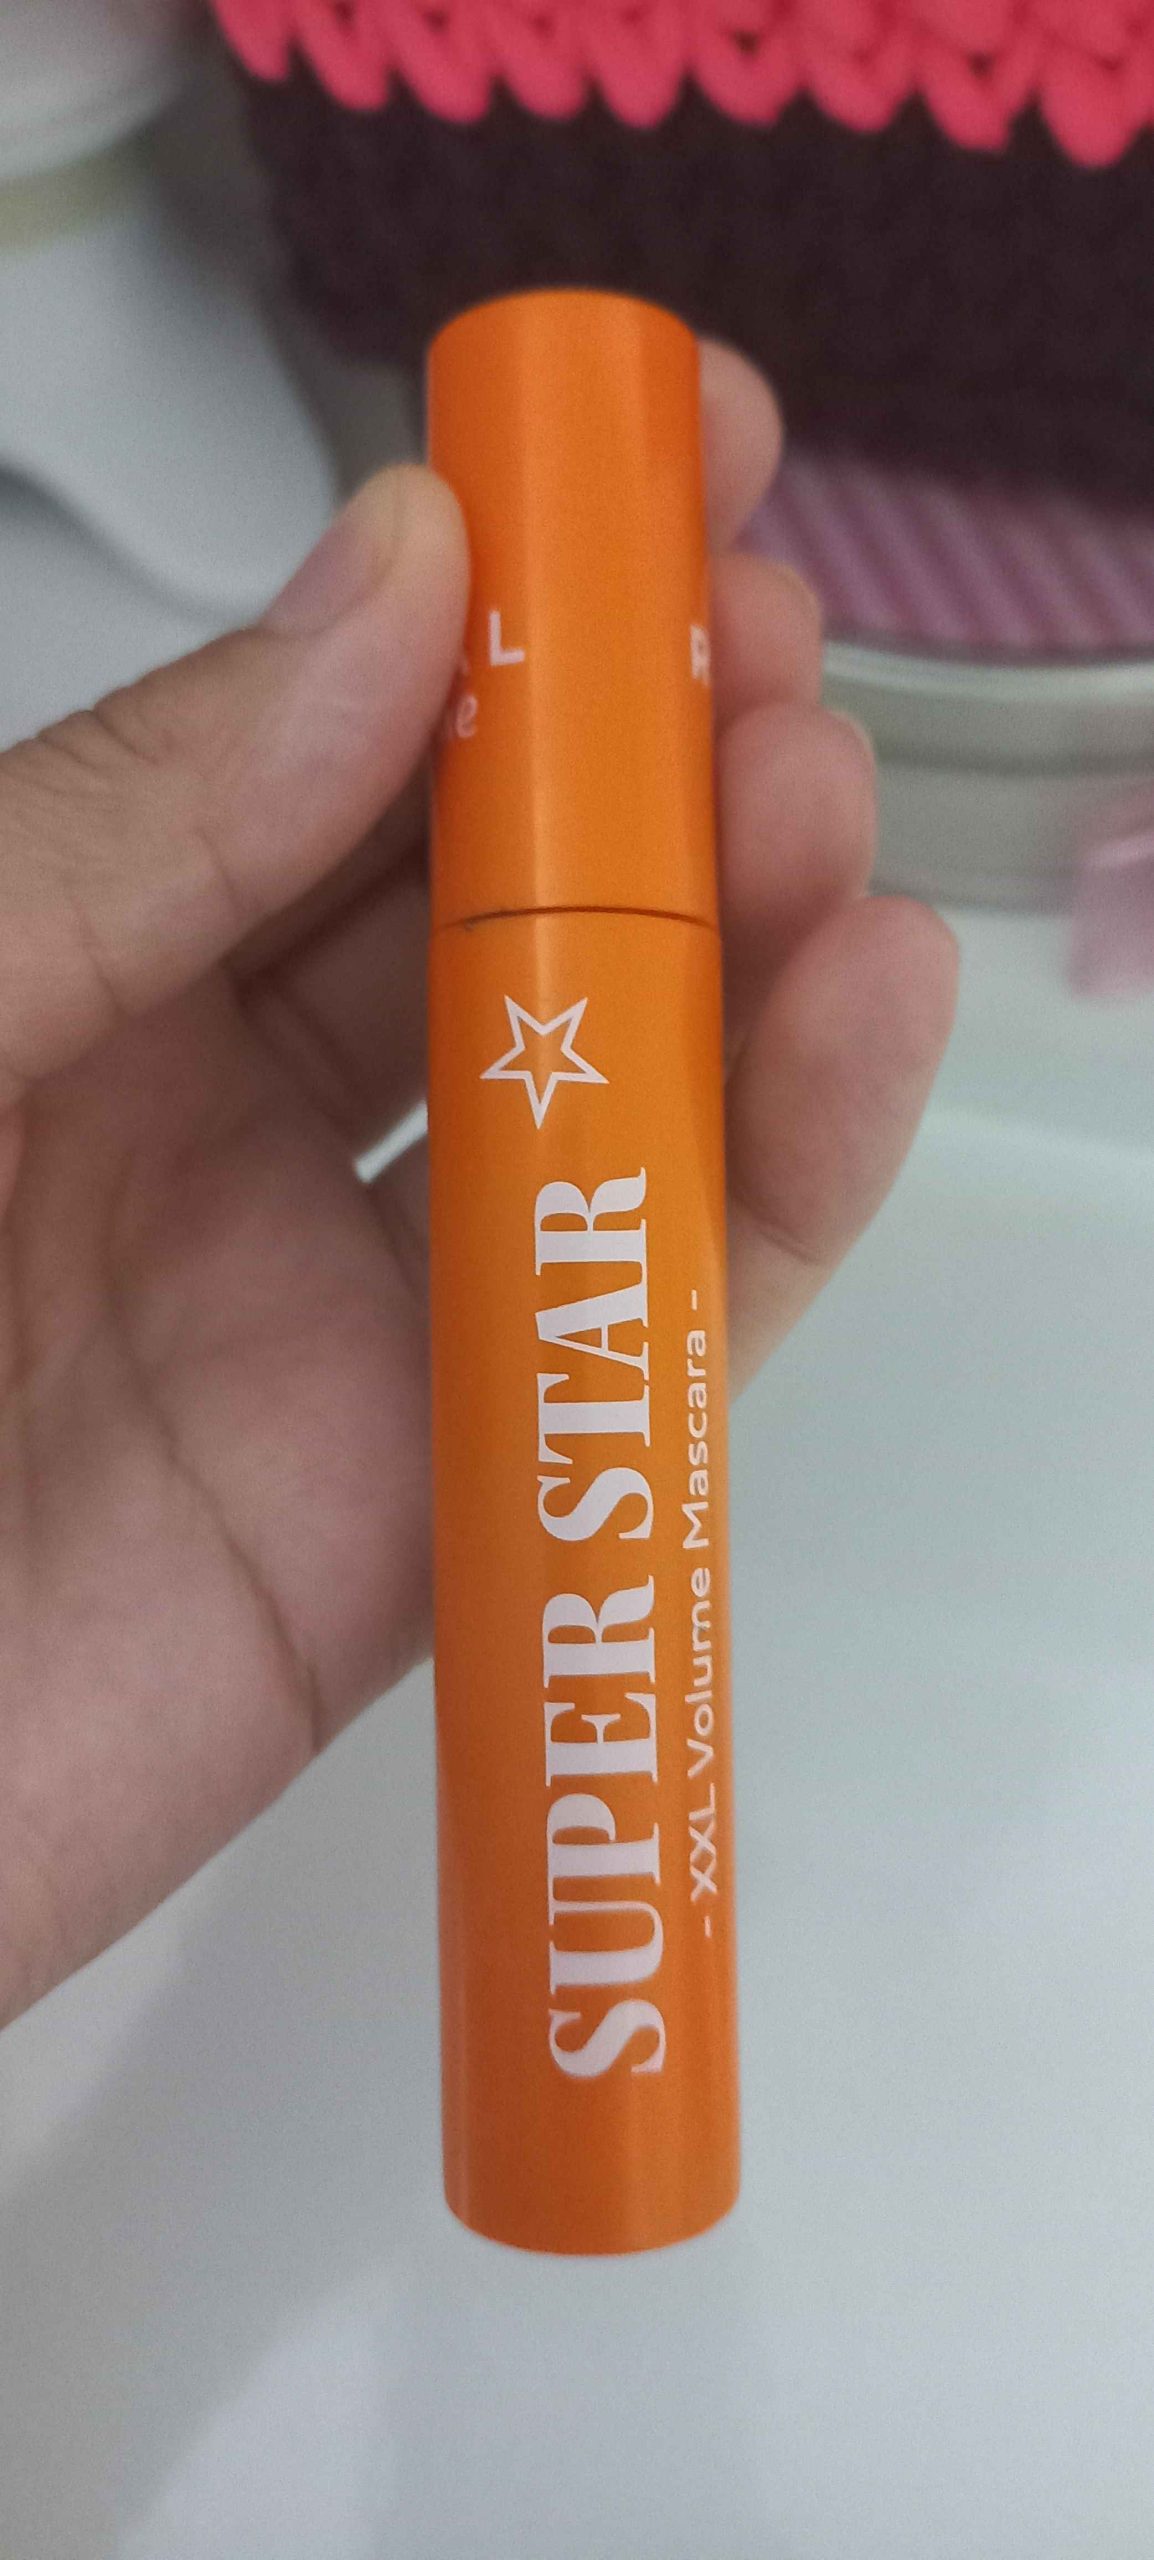 L
R
SUPER STAR
- XXL Volume Mascara -